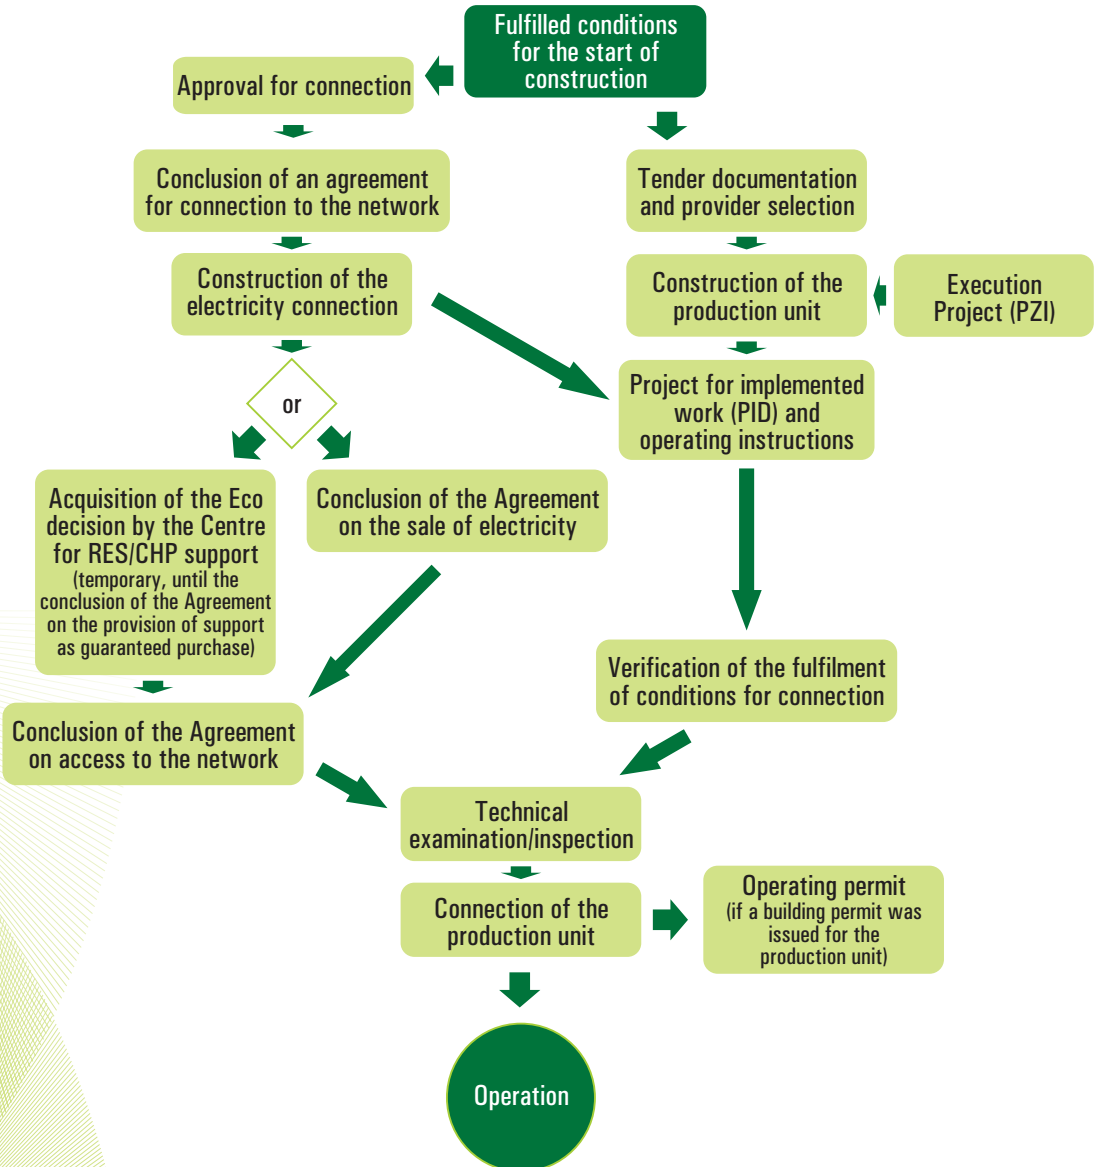 Fulfilled conditions
for the start of
construction
Approval for connection
Conclusion of an agreement
for connection to the network
Tender documentation
and provider selection
Construction of the
electricity connection
Construction of the
production unit
Execution
Project (PZI)
or
Project for implemented
work (PID) and
operating instructions
Acquisition of the Eco
decision by the Centre
for RES/CHP support
(temporary, until the
conclusion of the Agreement
on the provision of support
as guaranteed purchase)
Conclusion of the Agreement
on the sale of electricity
Verification of the fulfilment
of conditions for connection
Conclusion of the Agreement
on access to the network
Technical
examination/inspection
Connection of the
production unit
Operating permit
(if a building permit was
issued for the
production unit)
Operation